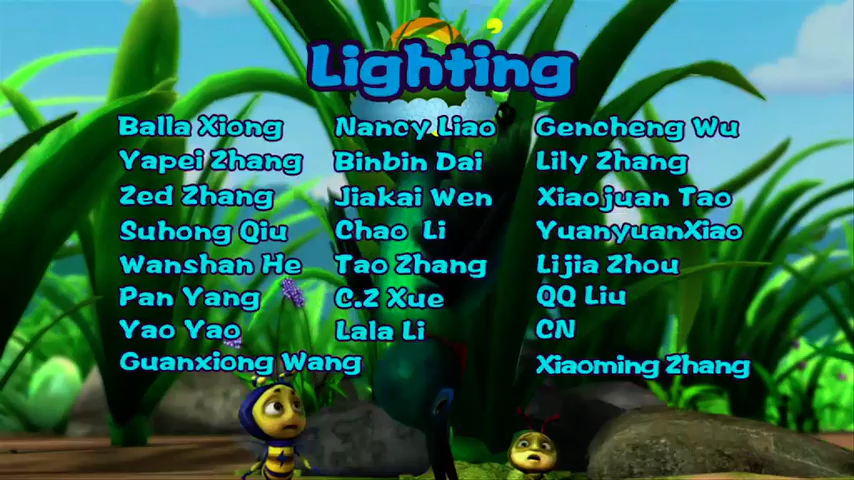 Lighting
Balla Xiong Nancy Liao Gencheng Wu
Yapei Zhang Binbin Dai Lily Zhang
Zed Zhang Jiakai Wen Xiaojuan Tao
Suhong Qiu Chao Li YuanyuanXiao
Wanshan He Tao Zhang Lijia Zhou
Pan Yang C.Z Xue QQ Liu
Yao Yao Lala Li CN
Guanxiong Wang Xiaoming Zhang